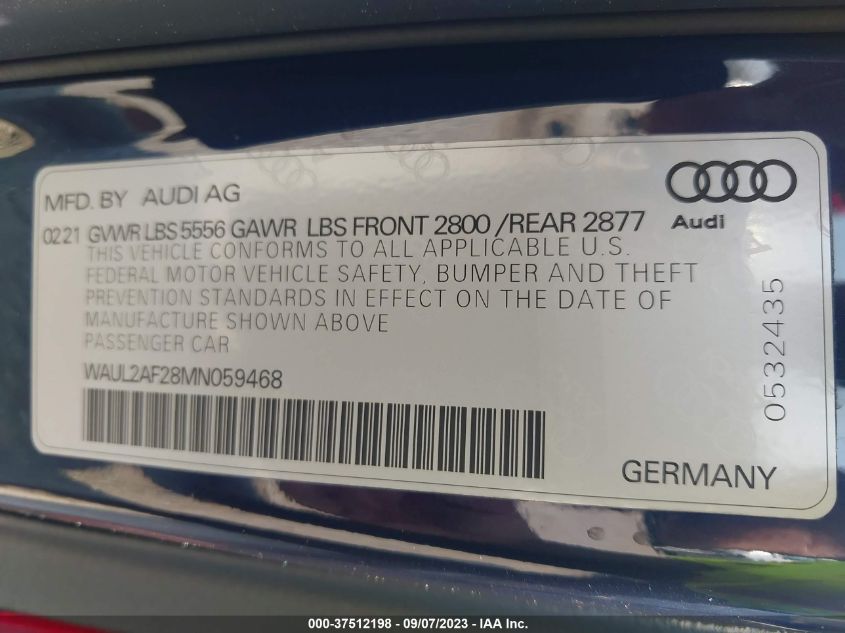 MFD. BY AUDI AG
Audi
0221 GVWR LBS 5556 GAWR LBS FRONT 2800 /REAR 2877
THIS VEHICLE CONFORMS TO ALL APPLICABLE U.S.
FEDERAL MOTOR VEHICLE SAFETY, BUMPER AND THEFT
PREVENTION STANDARDS IN EFFECT ON THE DATE OF
MANUFACTURE SHOWN ABOVE
PASSENGER CAR
WAUL2AF28MN059468
0532435
GERMANY
000-37512198 - 09/07/2023 - IAA Inc.